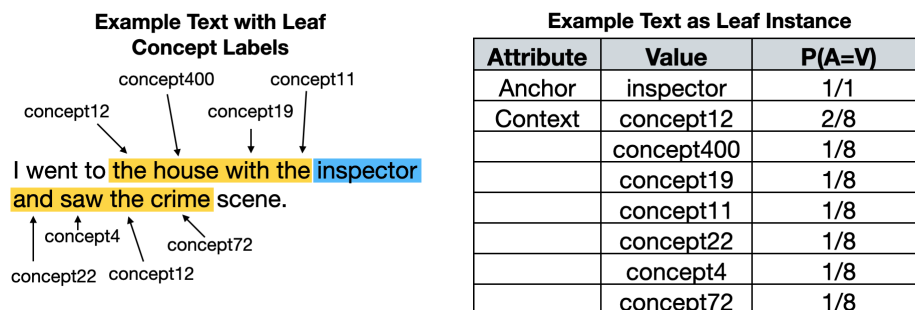 Example Text with Leaf
Concept Labels
concept400
concept11
concept12
concept19
I went to the house with the inspector
and saw the crime scene.
concept4
concept72
concept22
concept12
Example Text as Leaf Instance
Attribute Value P(A=V)
Anchor inspector 1/1
Context concept12 2/8
concept400 1/8
concept19 1/8
concept11 1/8
concept22 1/8
concept4 1/8
concept72 1/8